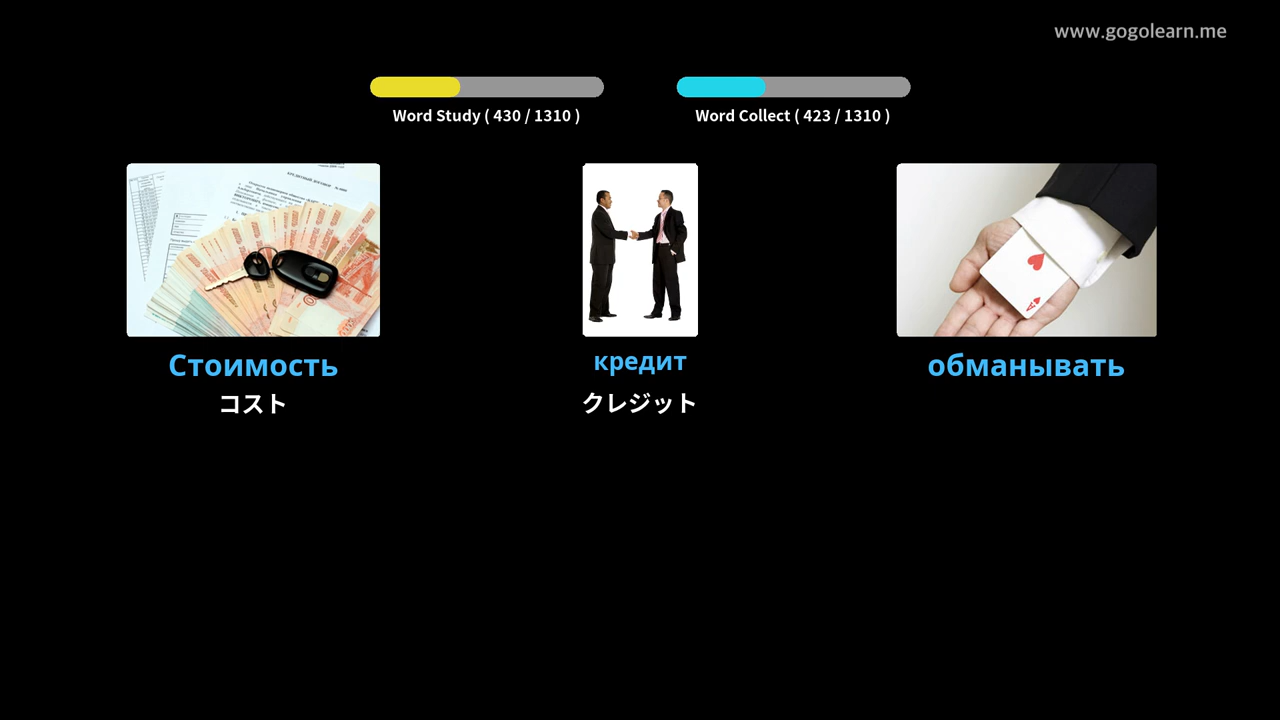 www.gogolearn.me
Word Study ( 430 / 1310 )
Word Collect ( 423 / 1310 )
Стоимость
コスト
кредит
クレジット
обманывать